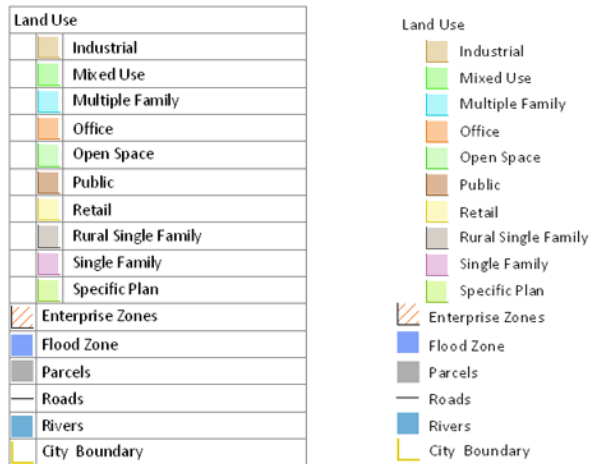 Land Use
Industrial
Mixed Use
Multiple Family
Office
Open Space
Public
Retail
Rural Single Family
Single Family
Specific Plan
Enterprise Zones
Flood Zone
Parcels
Roads
Rivers
City Boundary
Land Use
Industrial
Mixed Use
Multiple Family
Office
Open Space
Public
Retail
Rural Single Family
Single Family
Specific Plan
Enterprise Zones
Flood Zone
Parcels
Roads
Rivers
City Boundary